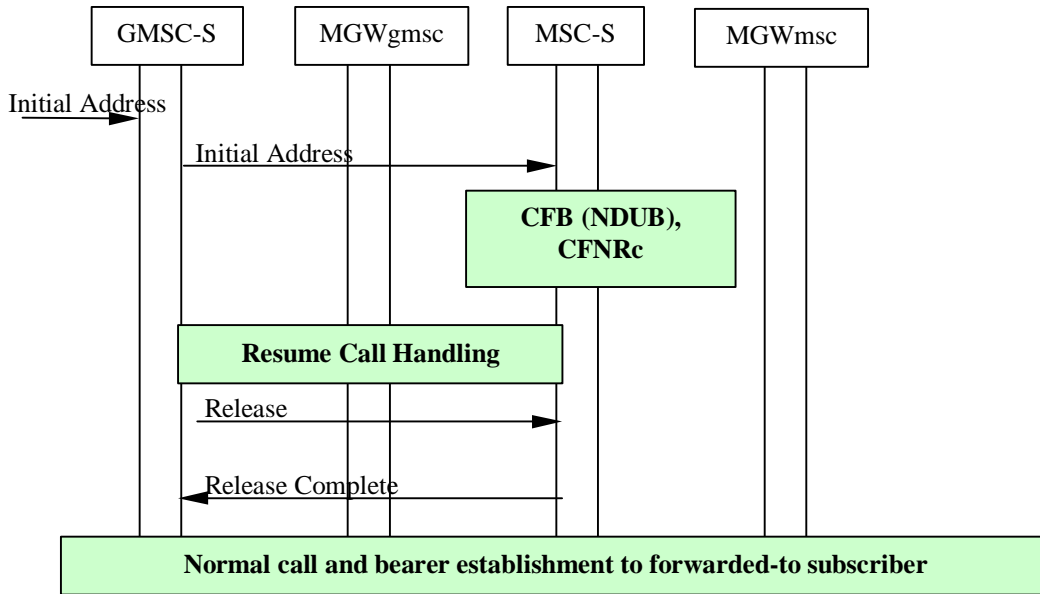 GMSC-S
MGWgmsc
MSC-S
MGWmsc
Initial Address
Initial Address
CFB (NDUB),
CFNRc
Resume Call Handling
Release
Release Complete
Normal call and bearer establishment to forwarded-to subscriber